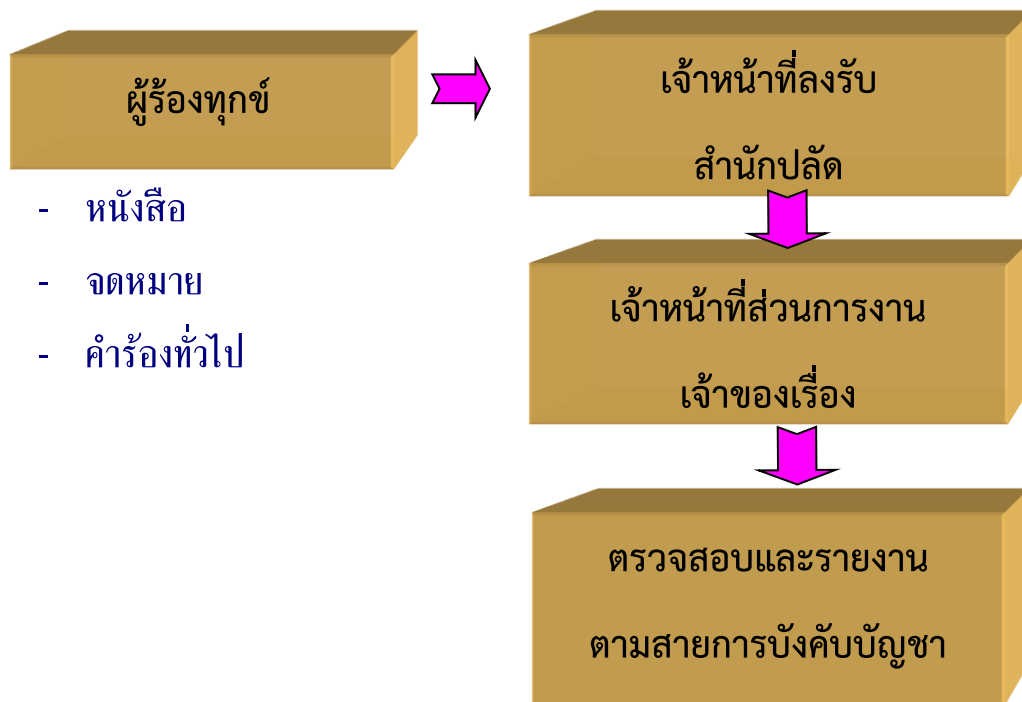 ผู้ร้องทุกข์
- หนังสือ
- จดหมาย
- คำร้องทั่วไป
เจ้าหน้าที่ลงรับ
สำนักปลัด
เจ้าหน้าที่ส่วนการงาน
เจ้าของเรื่อง
ตรวจสอบและรายงาน
ตามสายการบังคับบัญชา